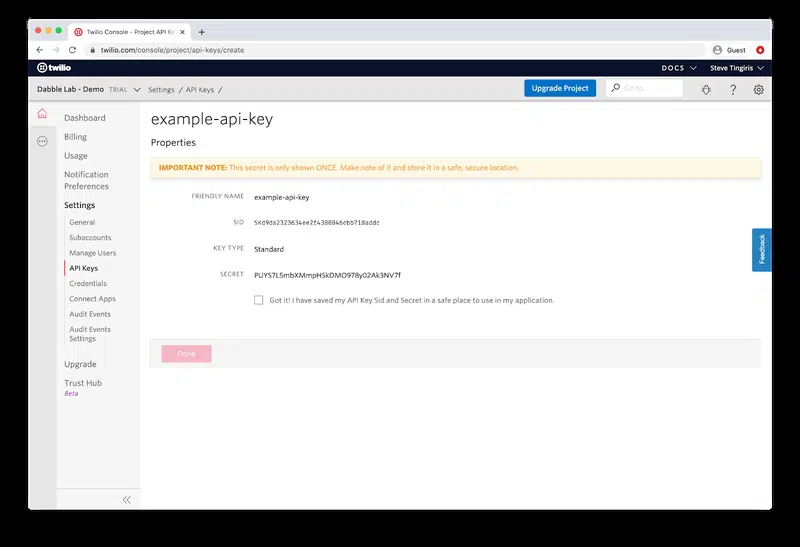 Twilio Console - Project API K
twilio.com/console/project/api-keys/create
Guest
twilio
DOCS
Steve Tingiris
Dabble Lab - Demo TRIAL
Settings / API Keys /
Upgrade Project
Go to...
Dashboard
Billing
Usage
Notification
Preferences
Settings
General
Subaccounts
Manage Users
API Keys
Credentials
Connect Apps
Audit Events
Audit Events
Settings
Upgrade
Trust Hub
Beta
example-api-key
Properties
IMPORTANT NOTE: This secret is only shown ONCE. Make note of it and store it in a safe, secure location.
FRIENDLY NAME example-api-key
SID
KEY TYPE Standard
SECRET PUYS7L5mbXMmpHSkDMO978y02Ak3NV7f
Got it! I have saved my API Key Sid and Secret in a safe place to use in my application.
Done
Feedback